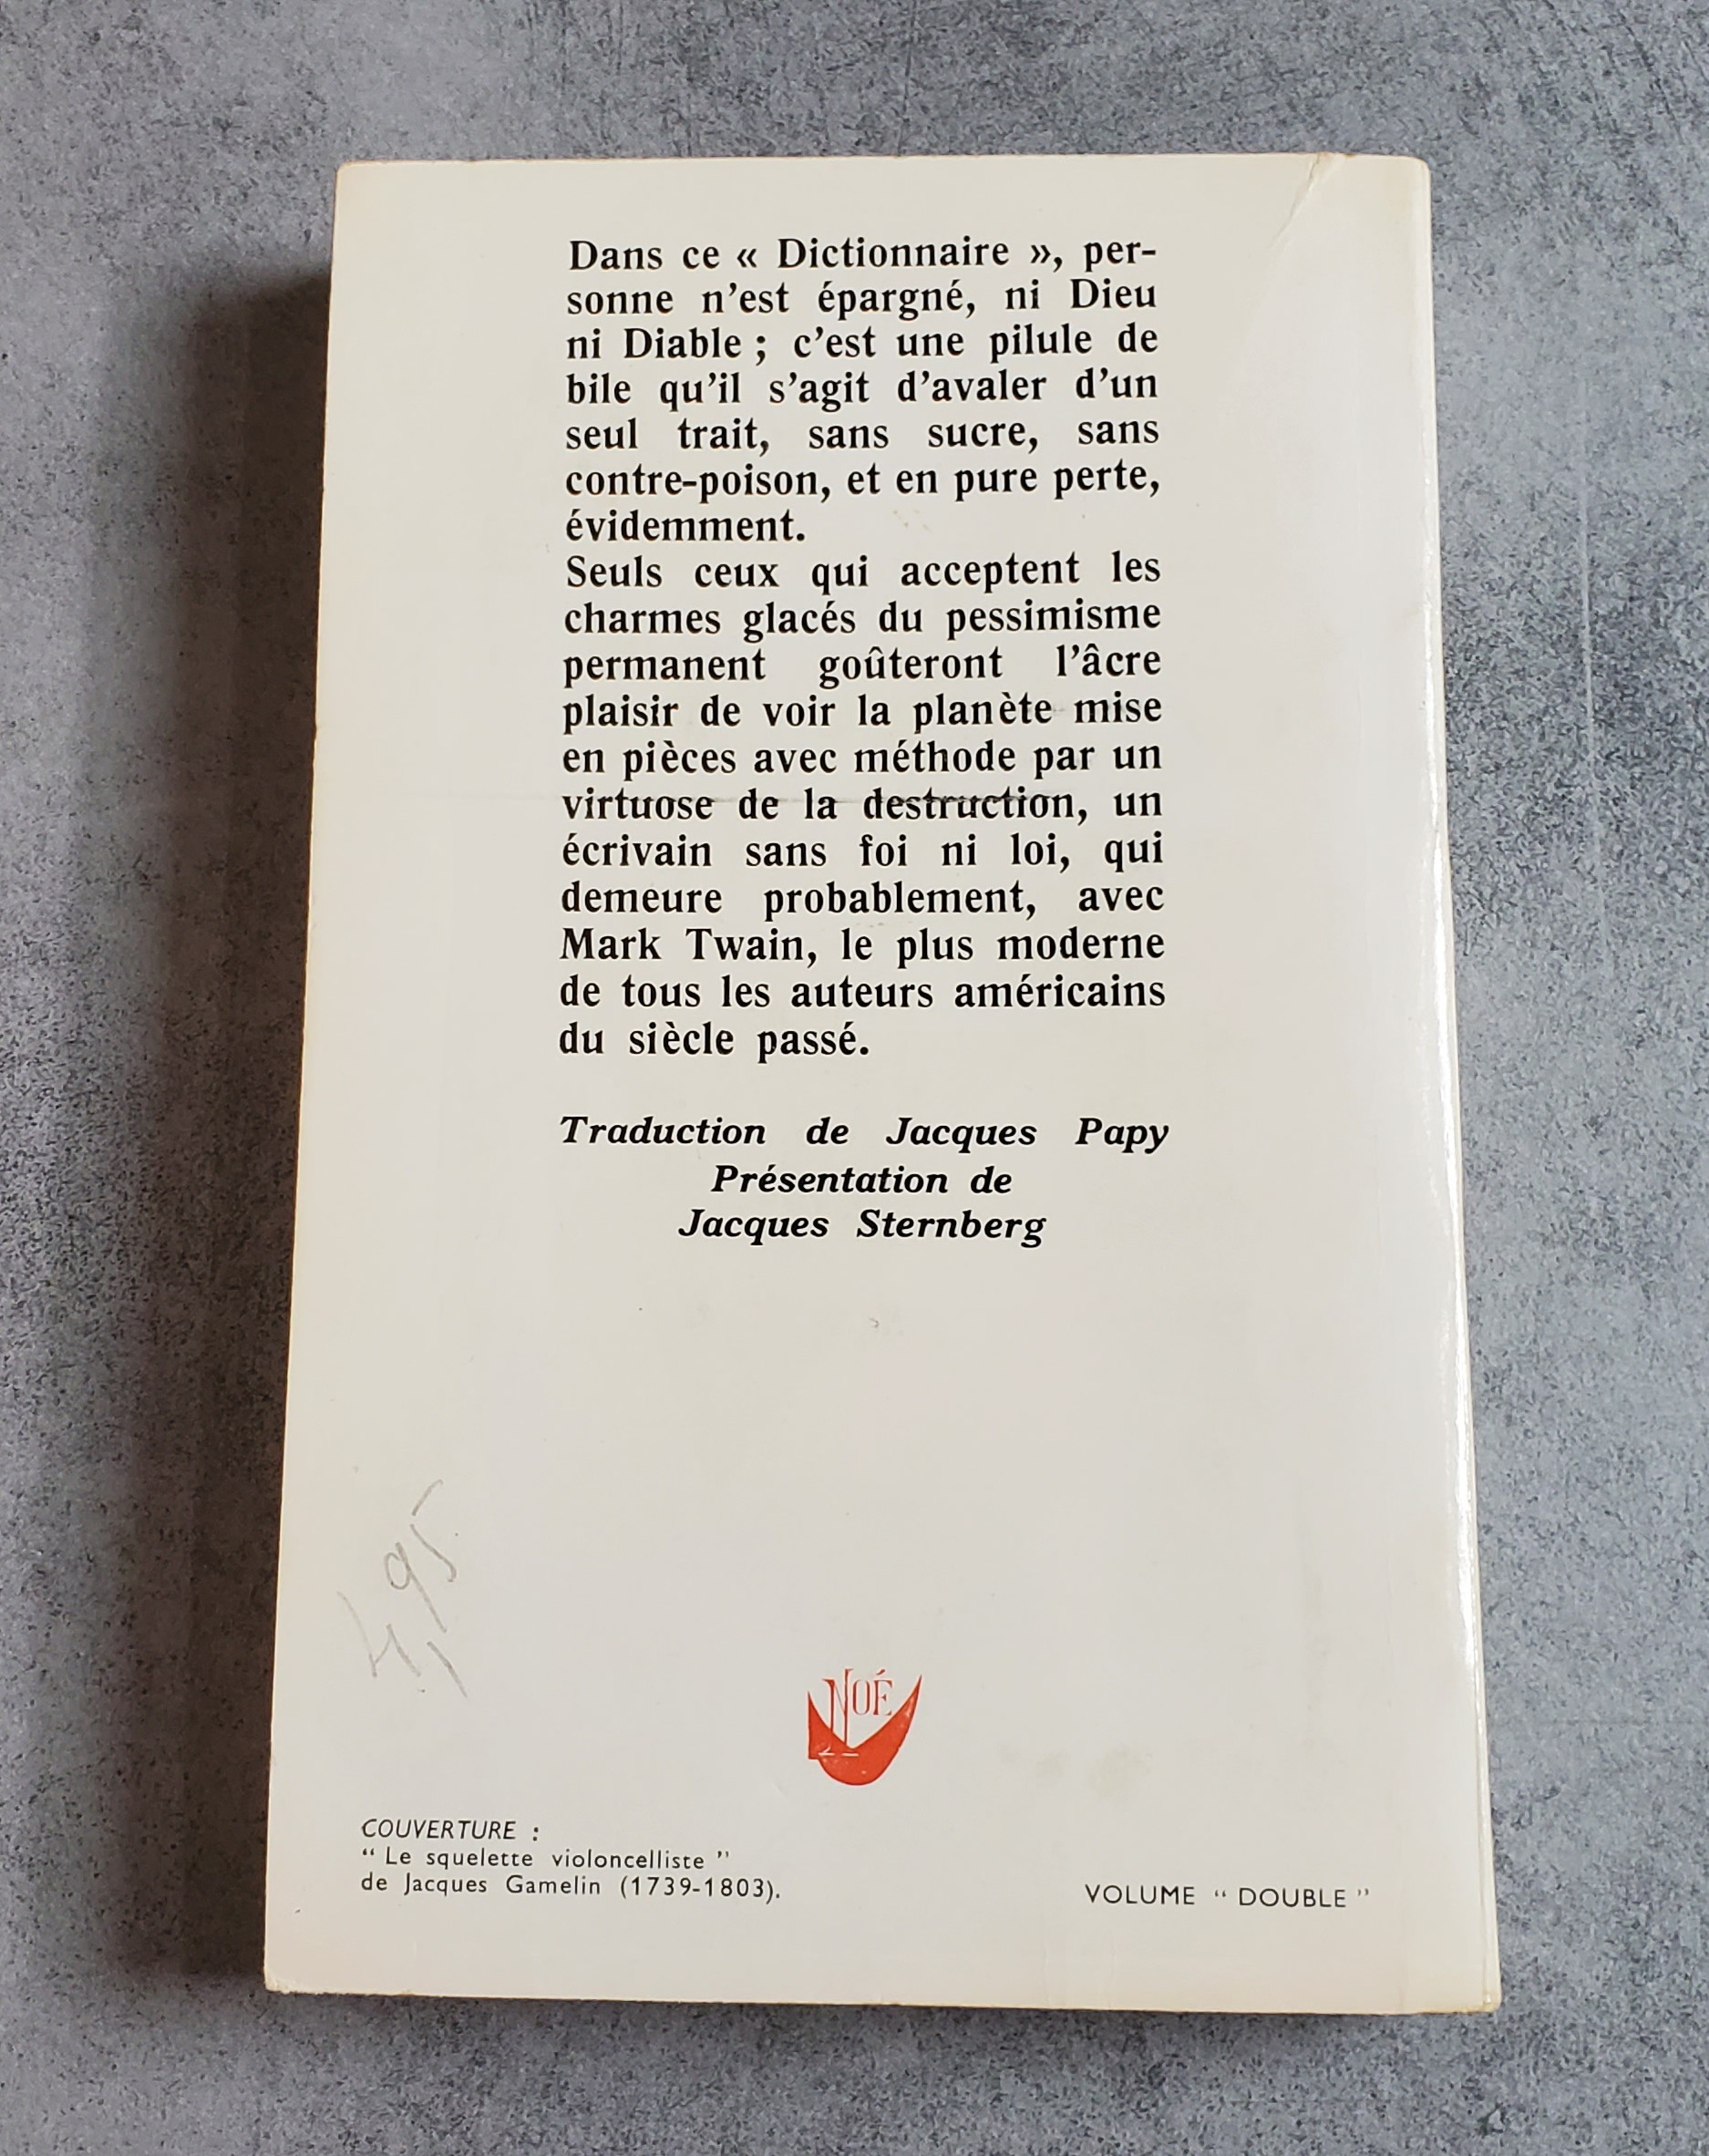 Dans ce « Dictionnaire », per-
sonne n'est épargné, ni Dieu
ni Diable ; c'est une pilule de
bile qu'il s'agit d'avaler d'un
seul trait, sans sucre, sans
contre-poison, et en pure perte,
évidemment.
Seuls ceux qui acceptent les
charmes glacés du pessimisme
permanent goûteront l'âcre
plaisir de voir la planète mise
en pièces avec méthode par un
virtuose de la destruction, un
écrivain sans foi ni loi, qui
demeure probablement, avec
Mark Twain, le plus moderne
de tous les auteurs américains
du siècle passé.
Traduction de Jacques Papy
Présentation de
Jacques Sternberg
4,95
NOÉ
COUVERTURE :
“ Le squelette violoncelliste ”
de Jacques Gamelin (1739-1803).
VOLUME “ DOUBLE ”